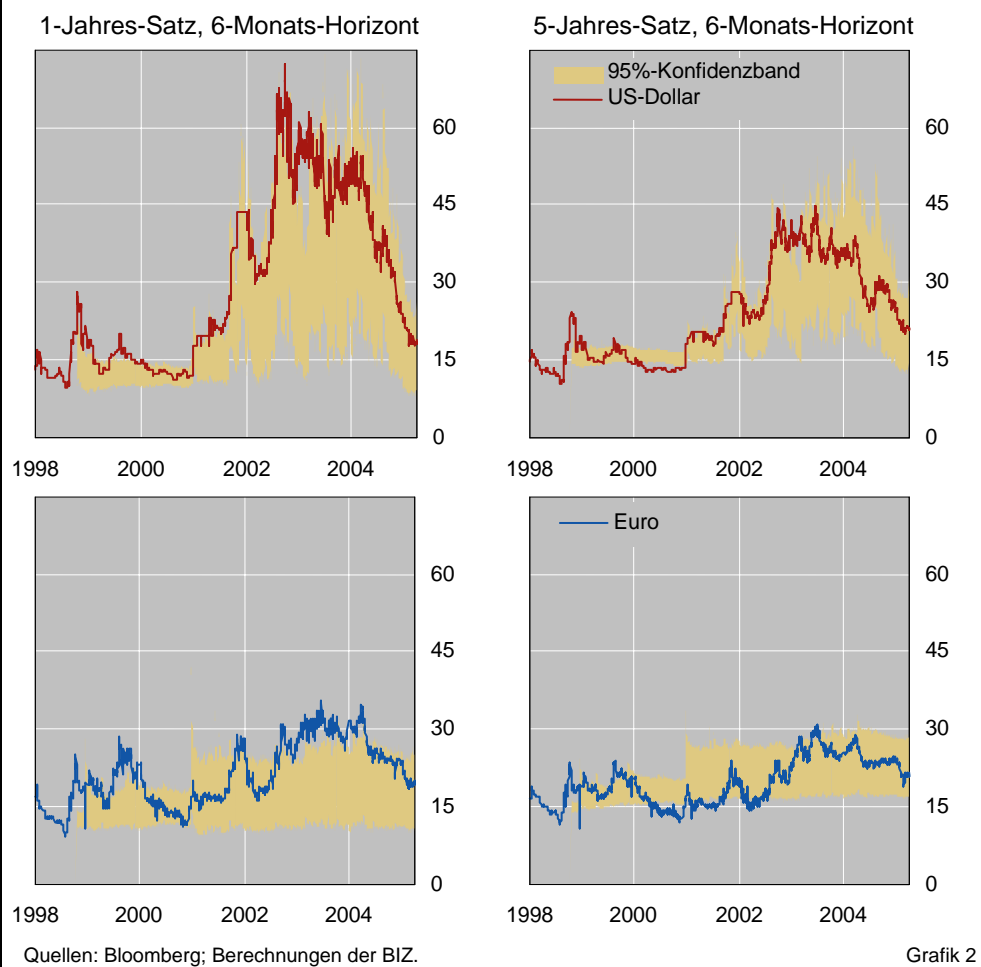 1-Jahres-Satz, 6-Monats-Horizont
60
45
30
15
0
1998 2000 2002 2004
5-Jahres-Satz, 6-Monats-Horizont
95%-Konfidenzband
US-Dollar
60
45
30
15
0
1998 2000 2002 2004
60
45
30
15
0
1998 2000 2002 2004
Euro
60
45
30
15
0
1998 2000 2002 2004
Quellen: Bloomberg; Berechnungen der BIZ.
Grafik 2